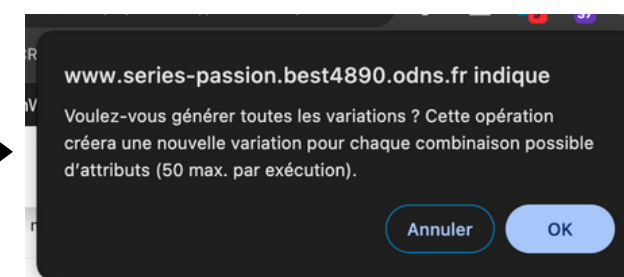 www.series-passion.best4890.odns.fr indique
Voulez-vous générer toutes les variations ? Cette opération
créera une nouvelle variation pour chaque combinaison possible
d’attributs (50 max. par exécution).
Annuler OK